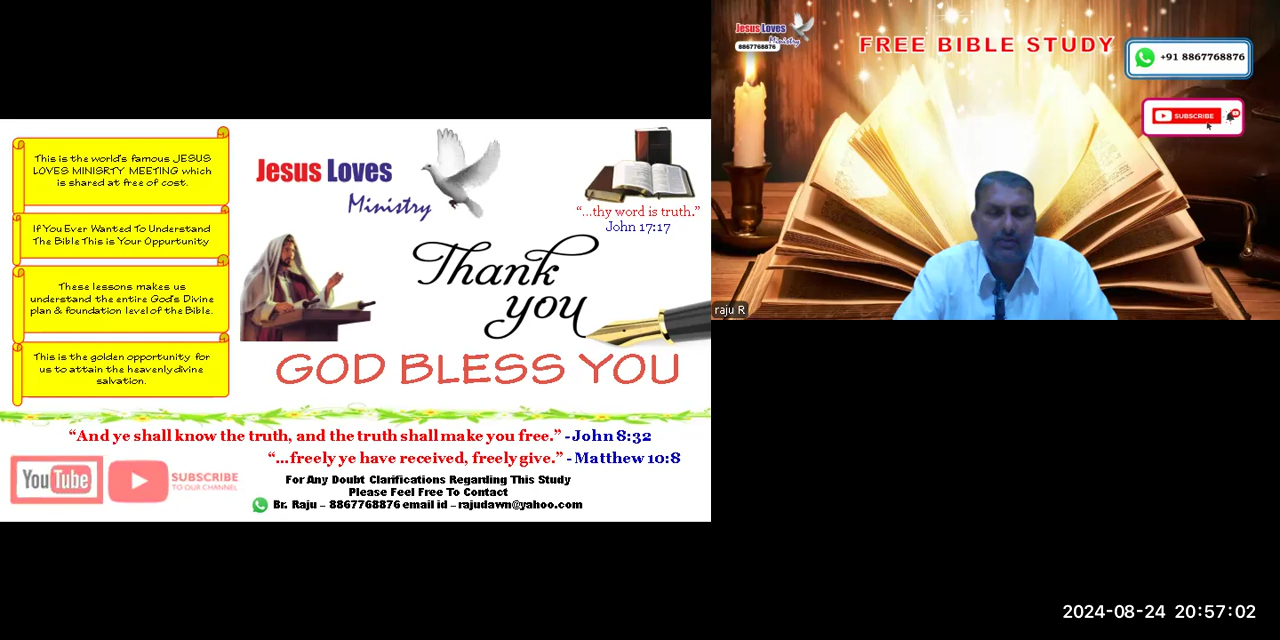 This is the world's famous JESUS
LOVES MINISRTY MEETING which
is shared at free of cost.
If You Ever Wanted To Understand
The Bible This is Your Oppurtunity
These lessons makes us
understand the entire God's Divine
plan & foundation level of the Bible.
This is the golden opportunity for
us to attain the heavenly divine
salvation.
Jesus Loves
Ministry
"...thy word is truth."
John 17:17
Thank
you
GOD BLESS YOU
"And ye shall know the truth, and the truth shall make you free." -John 8:32
"...freely ye have received, freely give." - Matthew 10:8
YouTube
SUBSCRIBE
TO OUR CHANNEL
For Any Doubt Clarifications Regarding This Study
Please Feel Free To Contact
Br. Raju - 8867768876 email id - rajudawn@yahoo.com
Jesus Loves
Ministry
8867768876
FREE BIBLE STUDY
+91 8867768876
SUBSCRIBE
raju R
2024-08-24 20:57:02